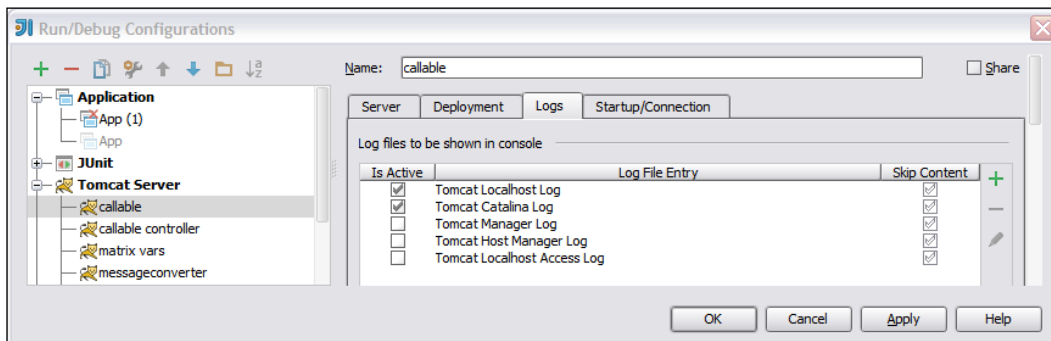 Run/Debug Configurations
Name: callable
Share
Application
App (1)
App
JUnit
Tomcat Server
callable
callable controller
matrix vars
messageconverter
Server Deployment Logs Startup/Connection
Log files to be shown in console
Is Active Log File Entry Skip Content
Tomcat Localhost Log
Tomcat Catalina Log
Tomcat Manager Log
Tomcat Host Manager Log
Tomcat Localhost Access Log
OK Cancel Apply Help